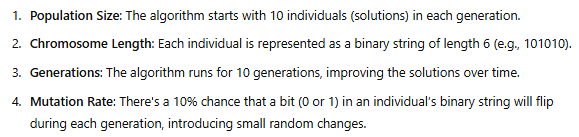 1. Population Size: The algorithm starts with 10 individuals (solutions) in each generation.
2. Chromosome Length: Each individual is represented as a binary string of length 6 (e.g., 101010).
3. Generations: The algorithm runs for 10 generations, improving the solutions over time.
4. Mutation Rate: There's a 10% chance that a bit (0 or 1) in an individual's binary string will flip
during each generation, introducing small random changes.